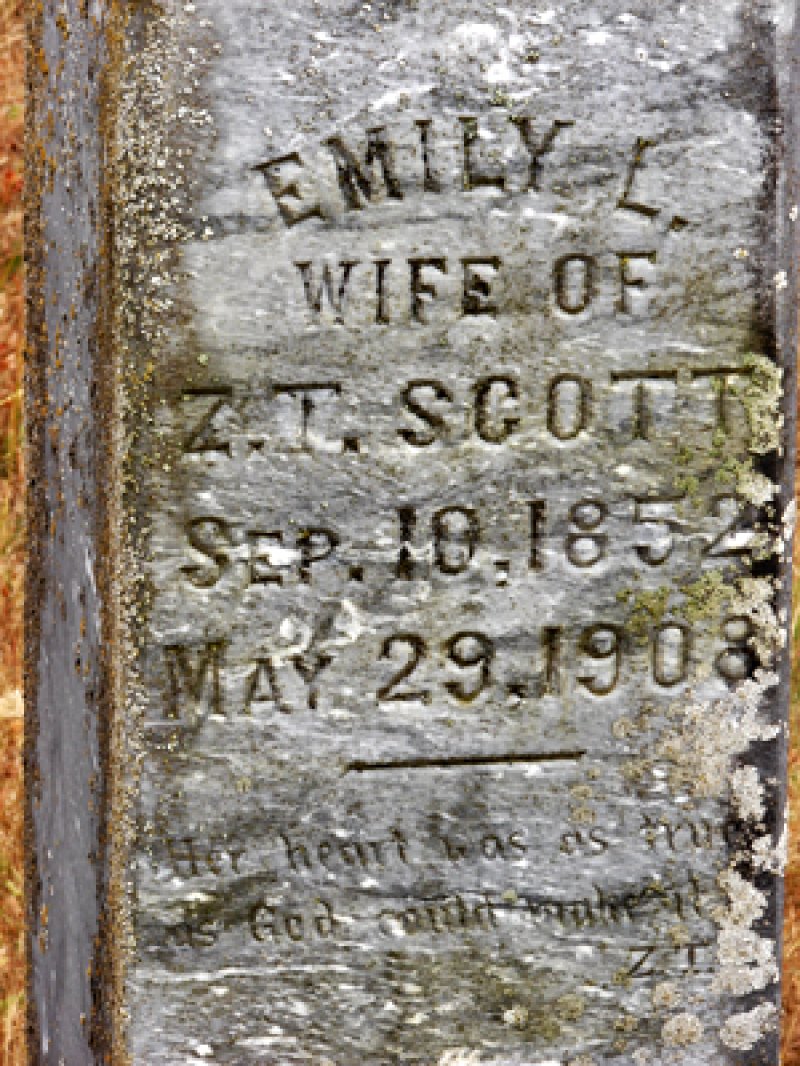 EMILY L.
WIFE OF
Z.T. SCOTT
SEP. 10, 1852
MAY 29, 1908
Her heart was as true
as God could make it
Z.T.